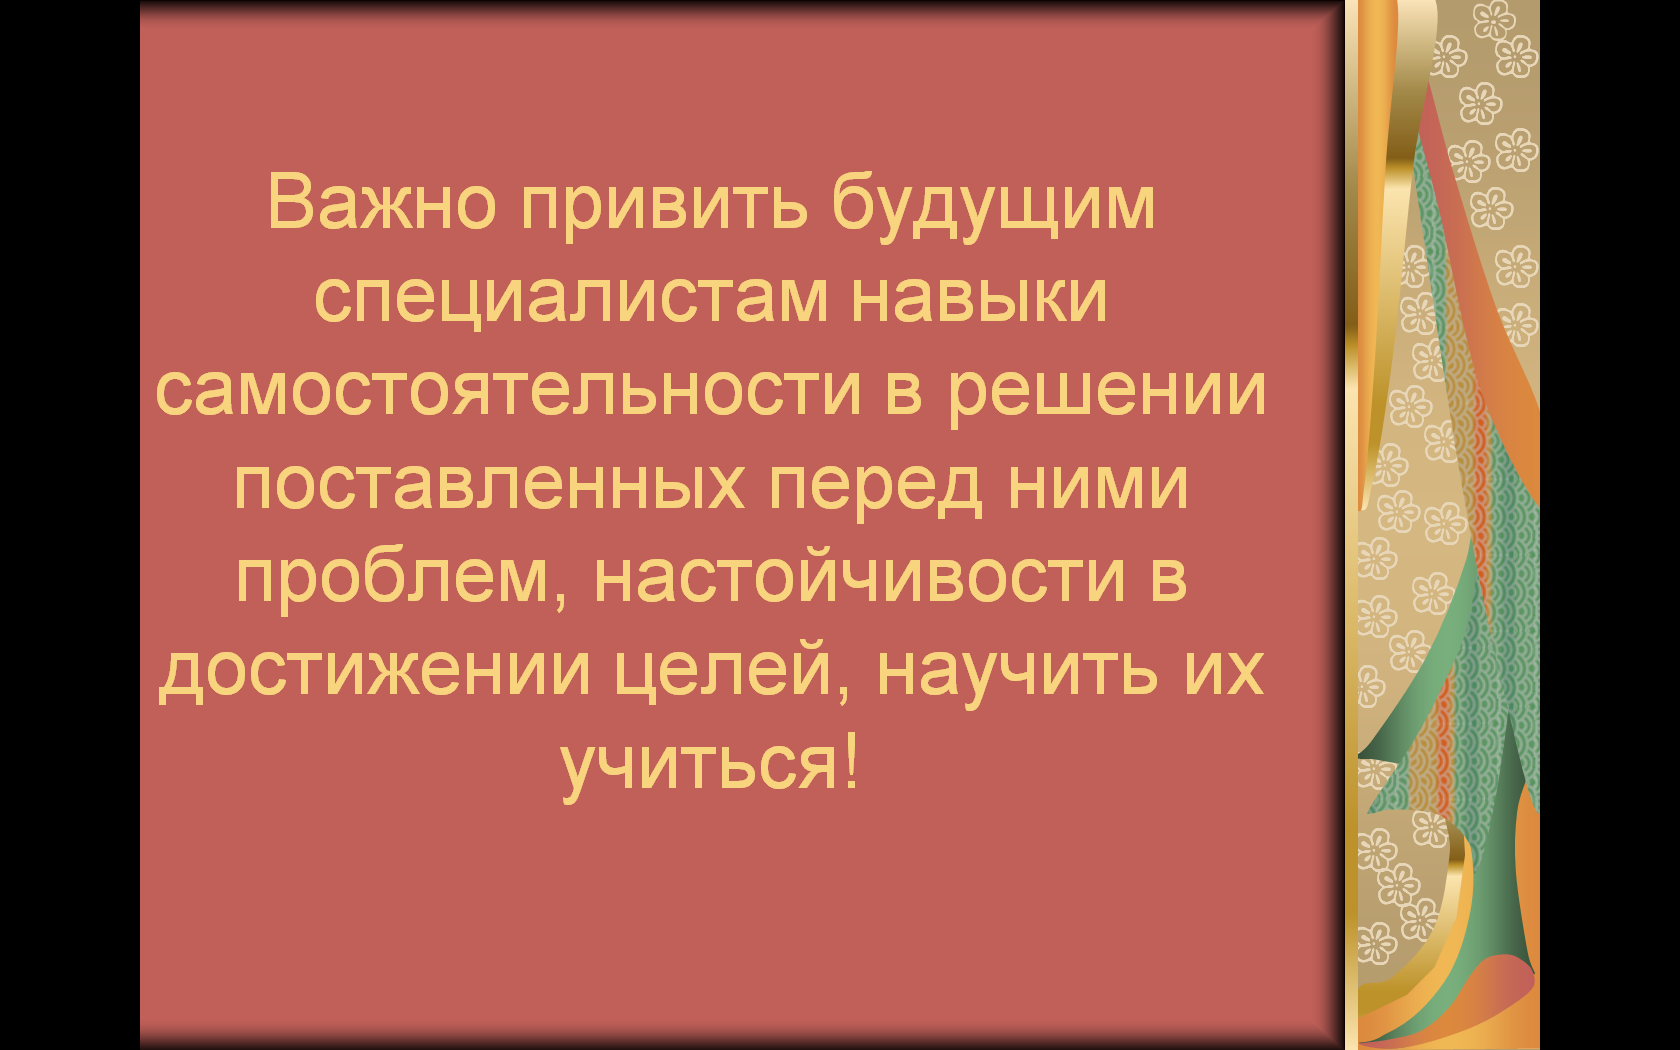 Важно привить будущим
специалистам навыки
самостоятельности в решении
поставленных перед ними
проблем, настойчивости в
достижении целей, научить их
учиться!